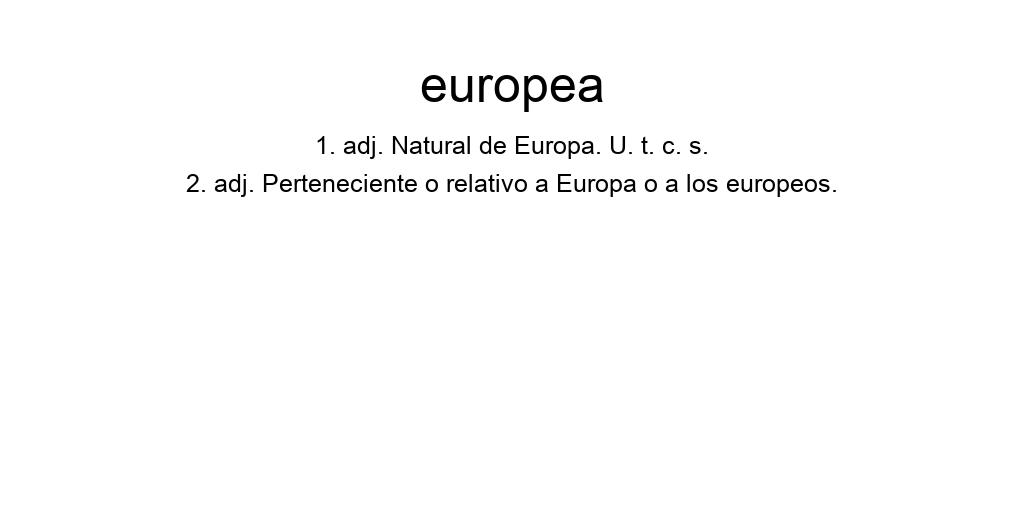 europea
1. adj. Natural de Europa. U. t. c. s.
2. adj. Perteneciente o relativo a Europa o a los europeos.